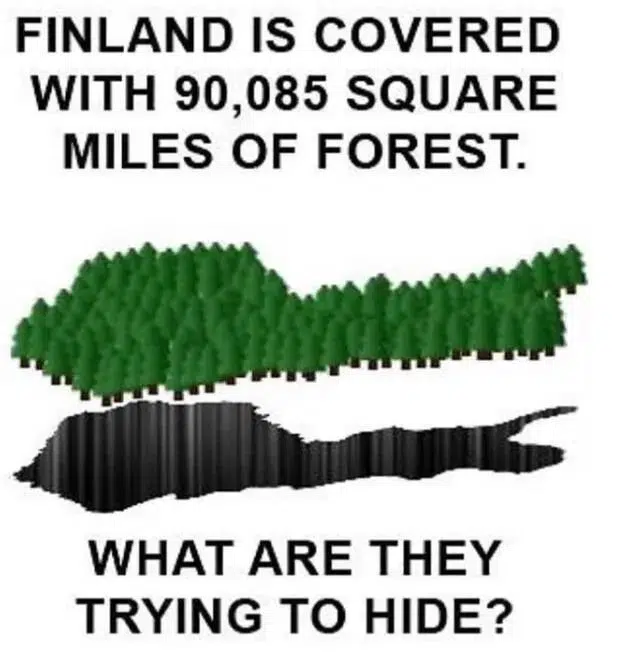 FINLAND IS COVERED
WITH 90,085 SQUARE
MILES OF FOREST.
WHAT ARE THEY
TRYING TO HIDE?